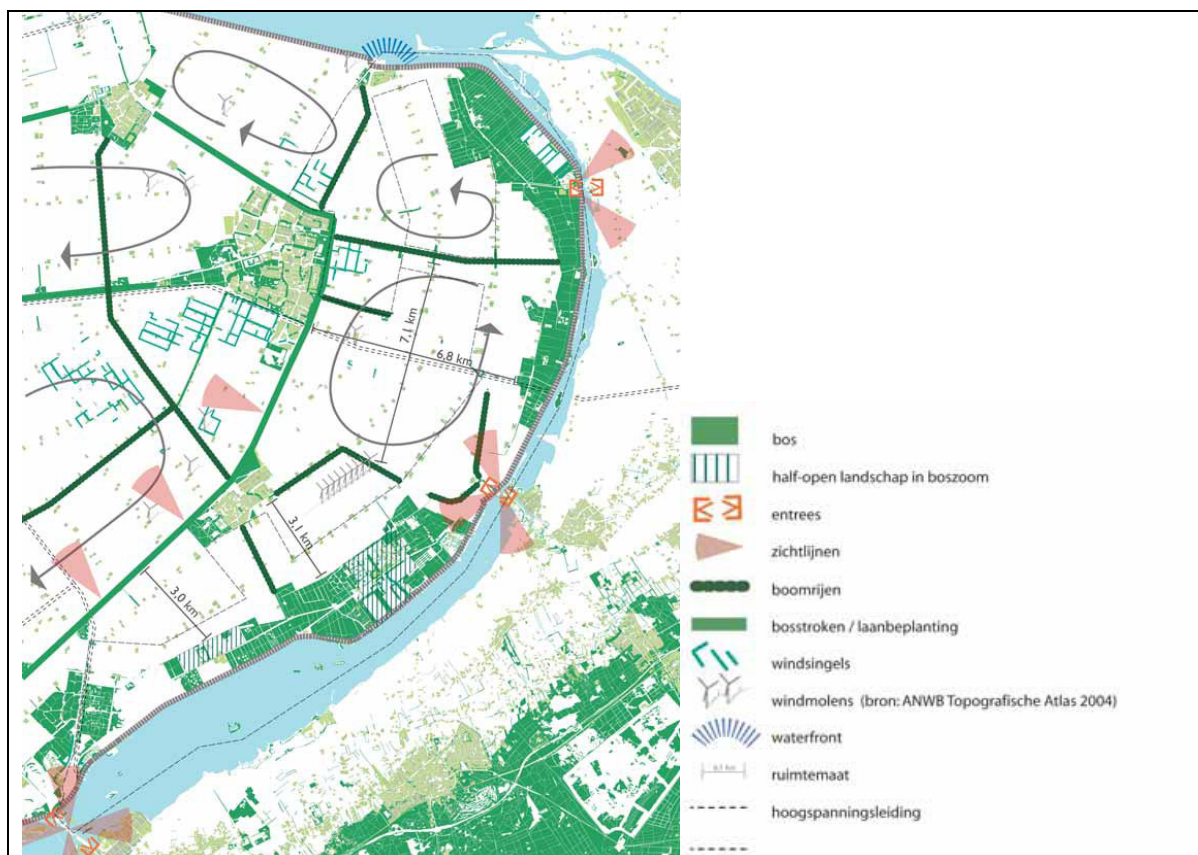 7,1 km
6,8 km
3,1 km
3,0 km
bos
half-open landschap in boszoom
entrees
zichtlijnen
boomrijen
bosstroken / laanbeplanting
windsingels
windmolens (bron: ANWB Topografische Atlas 2004)
waterfront
ruimtemaat
hoogspanningsleiding